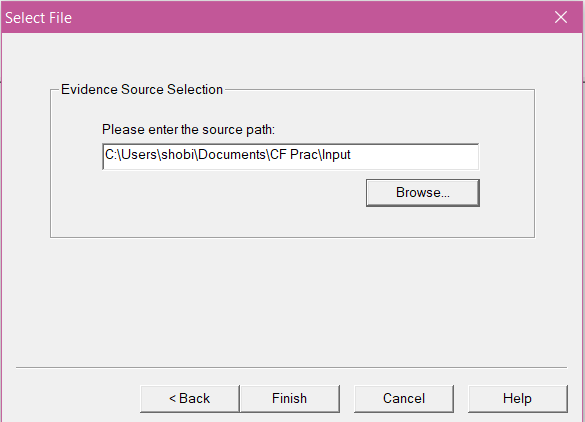 Select File
Evidence Source Selection
Please enter the source path:
C:\Users\shobi\Documents\CF Prac\Input
Browse...
< Back
Finish
Cancel
Help